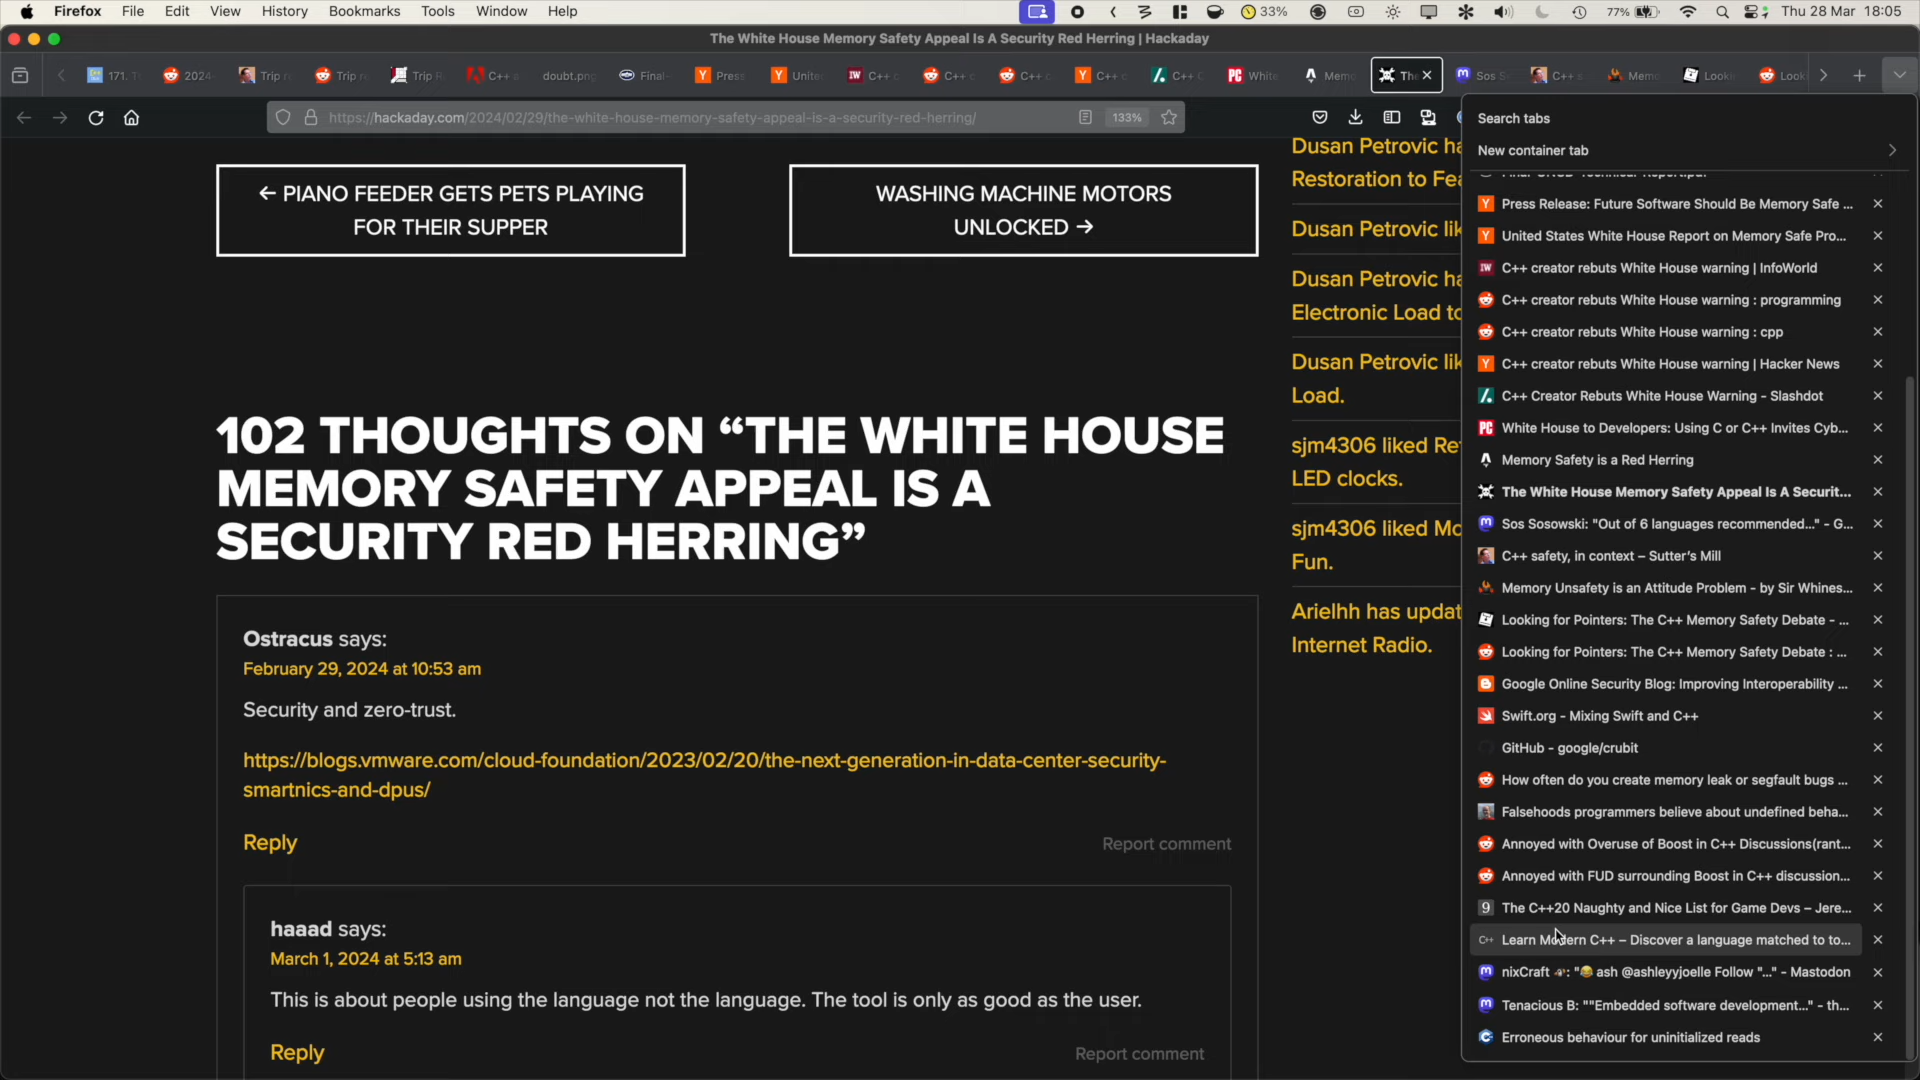 Firefox File Edit View History Bookmarks Tools Window Help
33% 77% Thu 28 Mar 18:05
The White House Memory Safety Appeal Is A Security Red Herring | Hackaday
171. 2024 Trip Trip Trip C++ doubt.png Final- Press Unite C++ C++ C++ C++ C++ White Memo The Sos C++ Memo Looki Look
https://hackaday.com/2024/02/29/the-white-house-memory-safety-appeal-is-a-security-red-herring/ 133%
← PIANO FEEDER GETS PETS PLAYING
FOR THEIR SUPPER
WASHING MACHINE MOTORS
UNLOCKED →
102 THOUGHTS ON “THE WHITE HOUSE
MEMORY SAFETY APPEAL IS A
SECURITY RED HERRING”
Ostracus says:
February 29, 2024 at 10:53 am
Security and zero-trust.
https://blogs.vmware.com/cloud-foundation/2023/02/20/the-next-generation-in-data-center-security-
smartnics-and-dpus/
Reply Report comment
haaad says:
March 1, 2024 at 5:13 am
This is about people using the language not the language. The tool is only as good as the user.
Reply Report comment
Dusan Petrovic ha
Restoration to Fea
Dusan Petrovic lik
Dusan Petrovic ha
Electronic Load to
Dusan Petrovic lik
Load.
sjm4306 liked Re
LED clocks.
sjm4306 liked Mo
Fun.
Arielhh has updat
Internet Radio.
Search tabs
New container tab
Press Release: Future Software Should Be Memory Safe ...
United States White House Report on Memory Safe Pro...
C++ creator rebuts White House warning | InfoWorld
C++ creator rebuts White House warning : programming
C++ creator rebuts White House warning : cpp
C++ creator rebuts White House warning | Hacker News
C++ Creator Rebuts White House Warning - Slashdot
White House to Developers: Using C or C++ Invites Cyb...
Memory Safety is a Red Herring
The White House Memory Safety Appeal Is A Securit...
Sos Sosowski: "Out of 6 languages recommended..." - G...
C++ safety, in context – Sutter’s Mill
Memory Unsafety is an Attitude Problem - by Sir Whines...
Looking for Pointers: The C++ Memory Safety Debate - ...
Looking for Pointers: The C++ Memory Safety Debate : ...
Google Online Security Blog: Improving Interoperability ...
Swift.org - Mixing Swift and C++
GitHub - google/crubit
How often do you create memory leak or segfault bugs ...
Falsehoods programmers believe about undefined beha...
Annoyed with Overuse of Boost in C++ Discussions(rant...
Annoyed with FUD surrounding Boost in C++ discussion...
The C++20 Naughty and Nice List for Game Devs – Jere...
Learn Modern C++ – Discover a language matched to to...
nixCraft 🐢: "😂 ash @ashleyyjoelle Follow "..." - Mastodon
Tenacious B: ""Embedded software development..." - th...
Erroneous behaviour for uninitialized reads